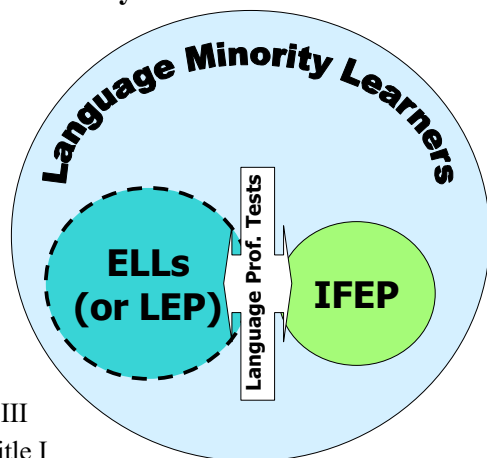 Language Minority Learners
Language Prof. Tests
ELLs
(or LEP)
IFEP
III
itle I